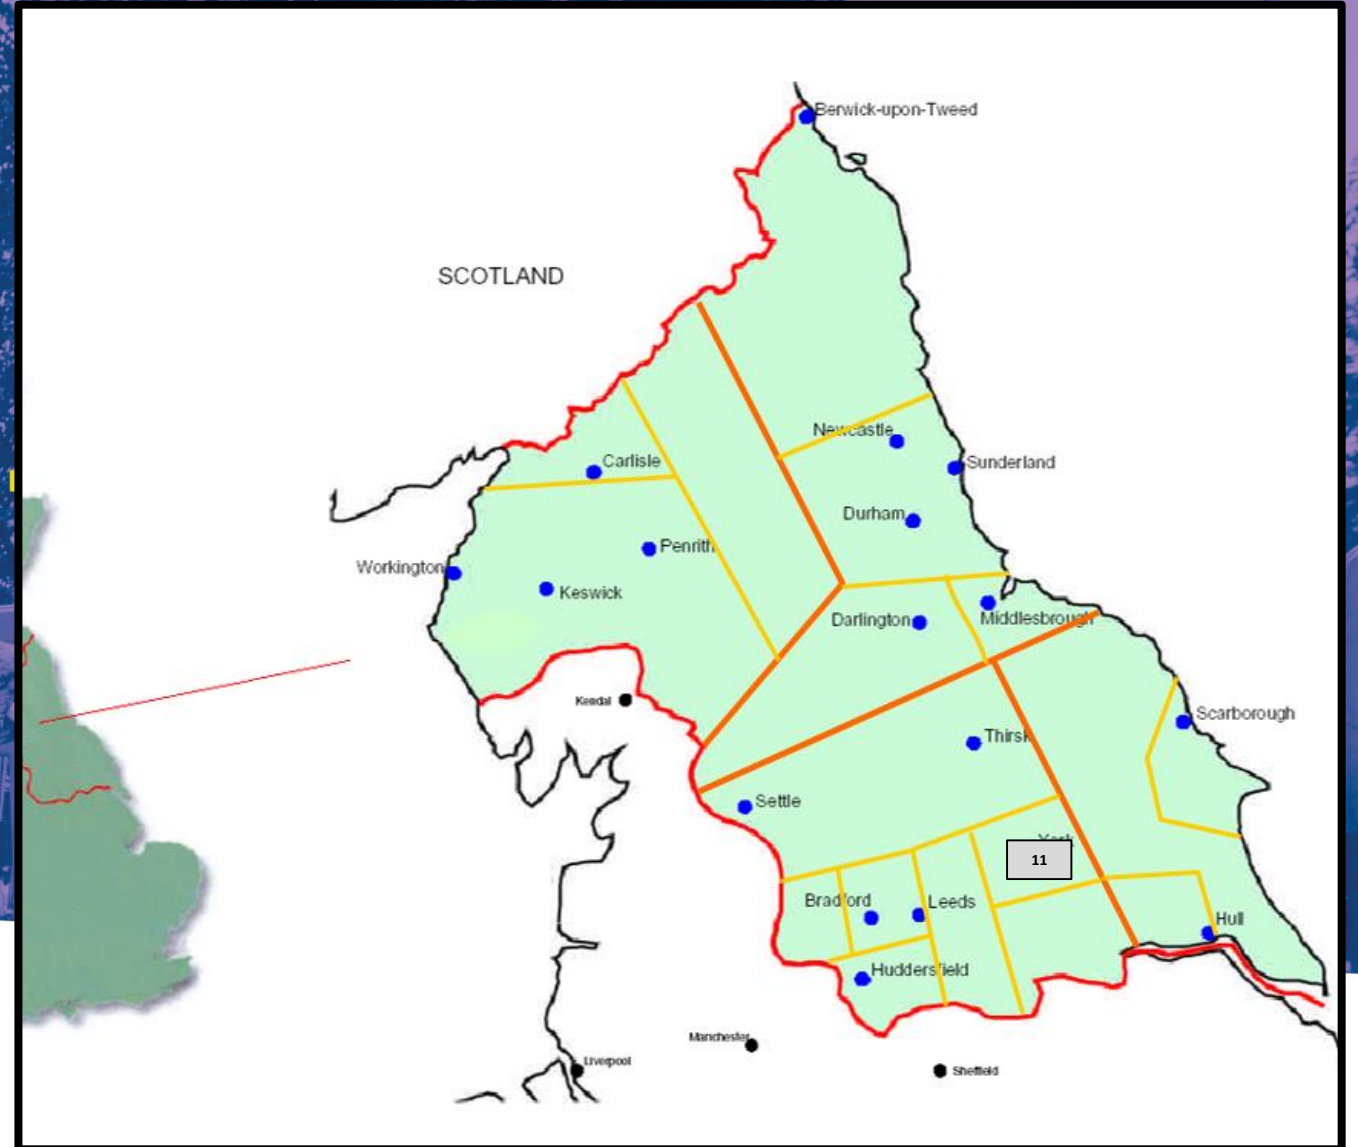 Berwick-upon-Tweed
SCOTLAND
Newcastle
Carlisle
Sunderland
Durham
Penrith
Workington
Keswick
Darlington
Middlesbrough
Kendal
Scarborough
Thirsk
Settle
York
11
Bradford
Leeds
Hull
Huddersfield
Manchester
Liverpool
Sheffield